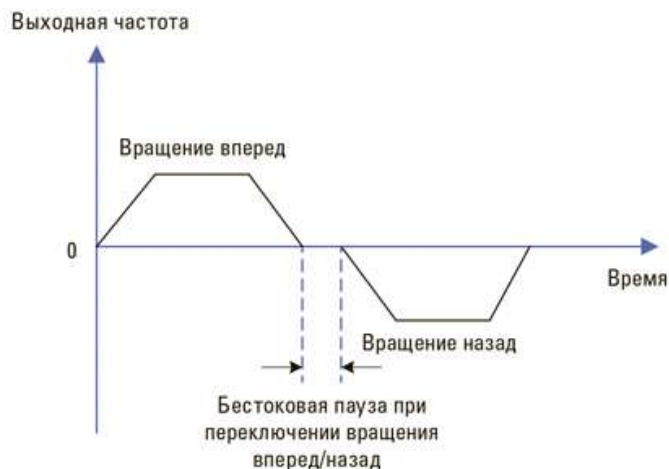 Выходная частота
Вращение вперед
0
Время
Вращение назад
Бестоковая пауза при
переключении вращения
вперед/назад